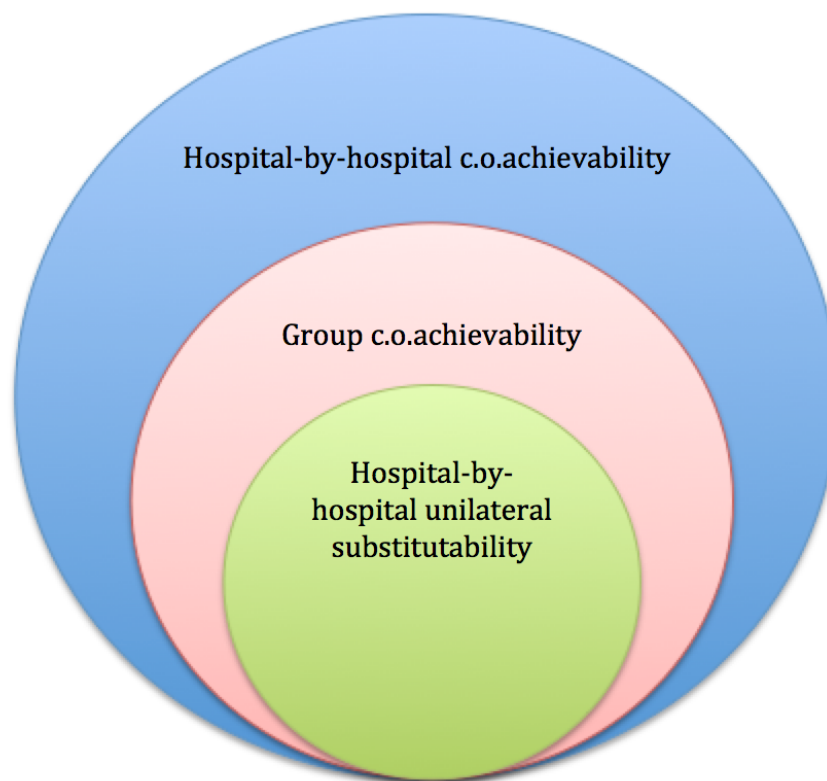 Hospital-by-hospital c.o.achievability
Group c.o.achievability
Hospital-by-
hospital unilateral
substitutability